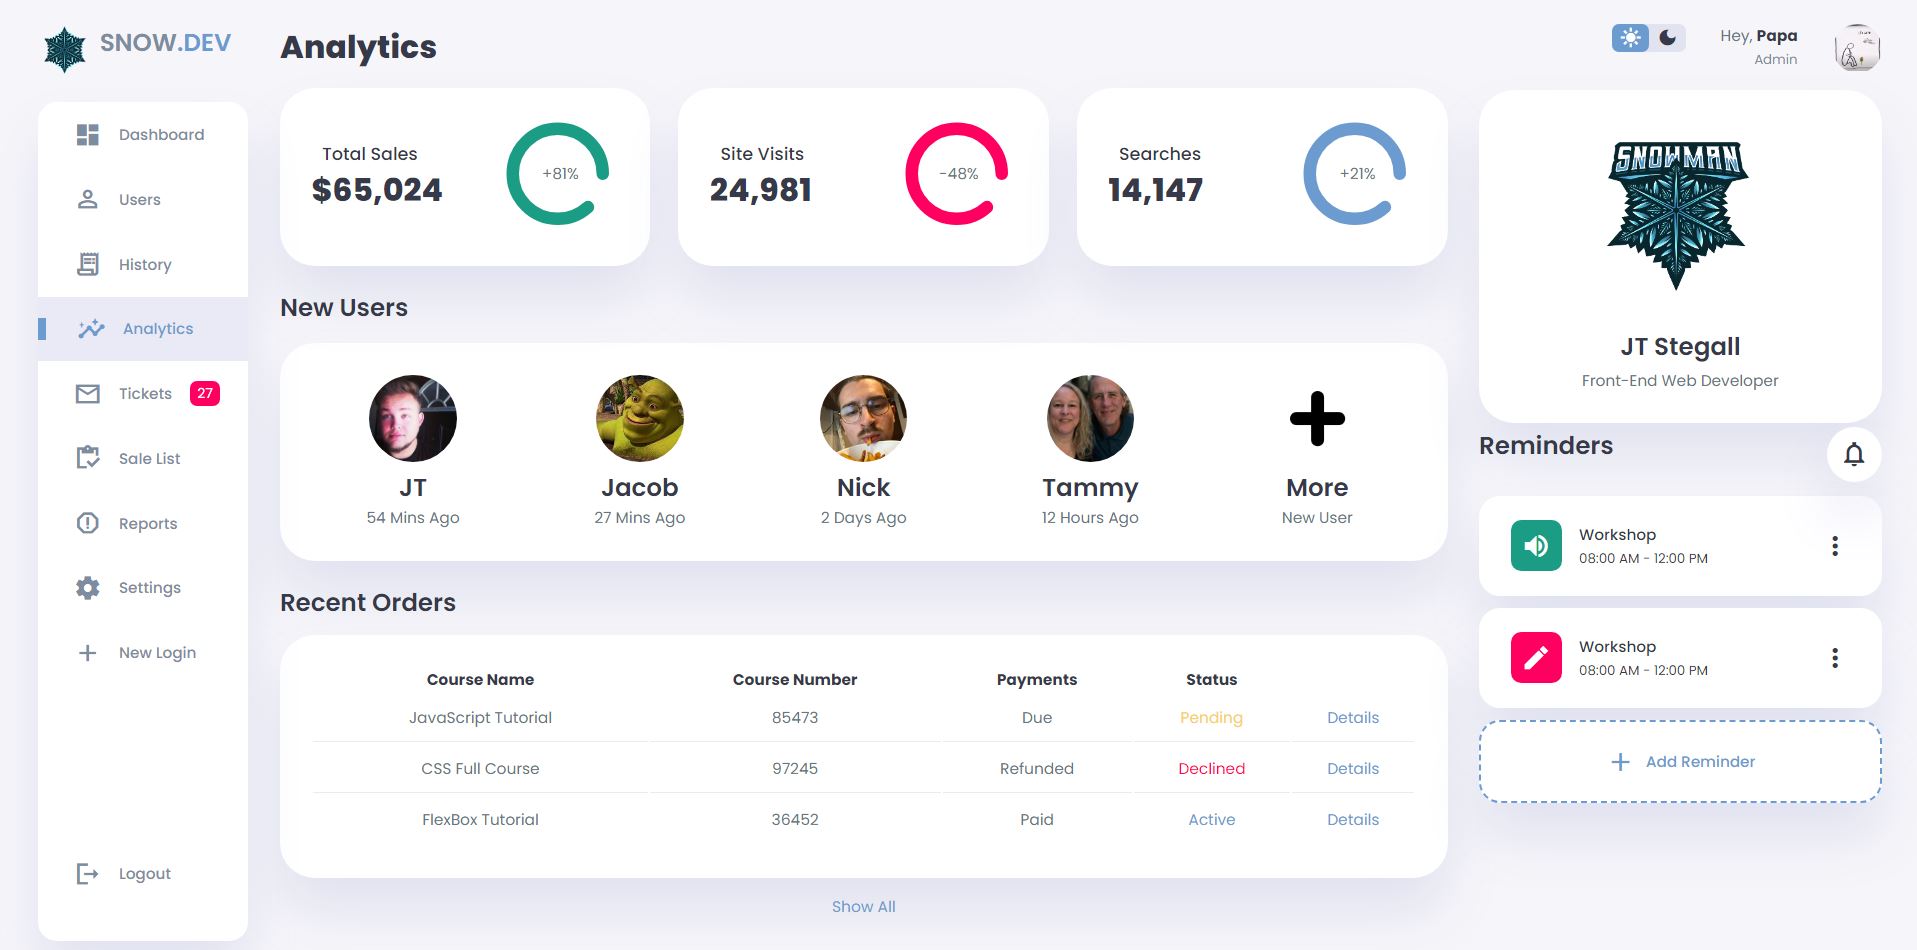 SNOW.DEV
Dashboard
Users
History
Analytics
Tickets 27
Sale List
Reports
Settings
New Login
Logout
Analytics
Total Sales
$65,024
+81%
Site Visits
24,981
-48%
Searches
14,147
+21%
New Users
JT
54 Mins Ago
Jacob
27 Mins Ago
Nick
2 Days Ago
Tammy
12 Hours Ago
More
New User
Recent Orders
Course Name Course Number Payments Status
JavaScript Tutorial 85473 Due Pending Details
CSS Full Course 97245 Refunded Declined Details
FlexBox Tutorial 36452 Paid Active Details
Show All
Hey, Papa
Admin
SNOWMAN
JT Stegall
Front-End Web Developer
Reminders
Workshop
08:00 AM - 12:00 PM
Workshop
08:00 AM - 12:00 PM
Add Reminder